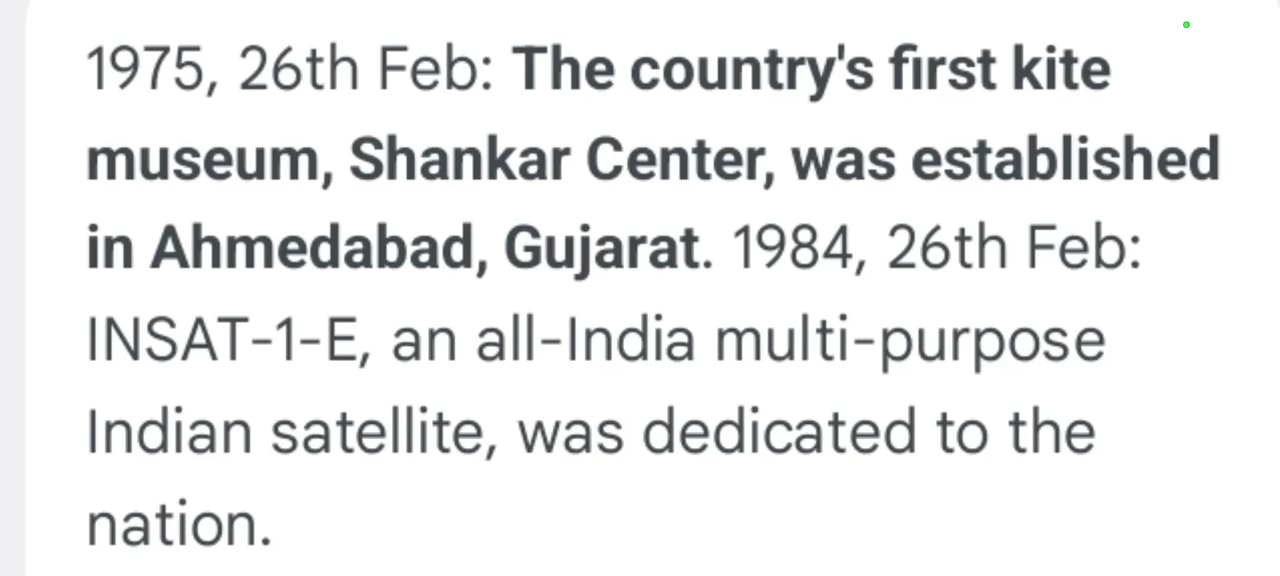 1975, 26th Feb: The country's first kite
museum, Shankar Center, was established
in Ahmedabad, Gujarat. 1984, 26th Feb:
INSAT-1-E, an all-India multi-purpose
Indian satellite, was dedicated to the
nation.